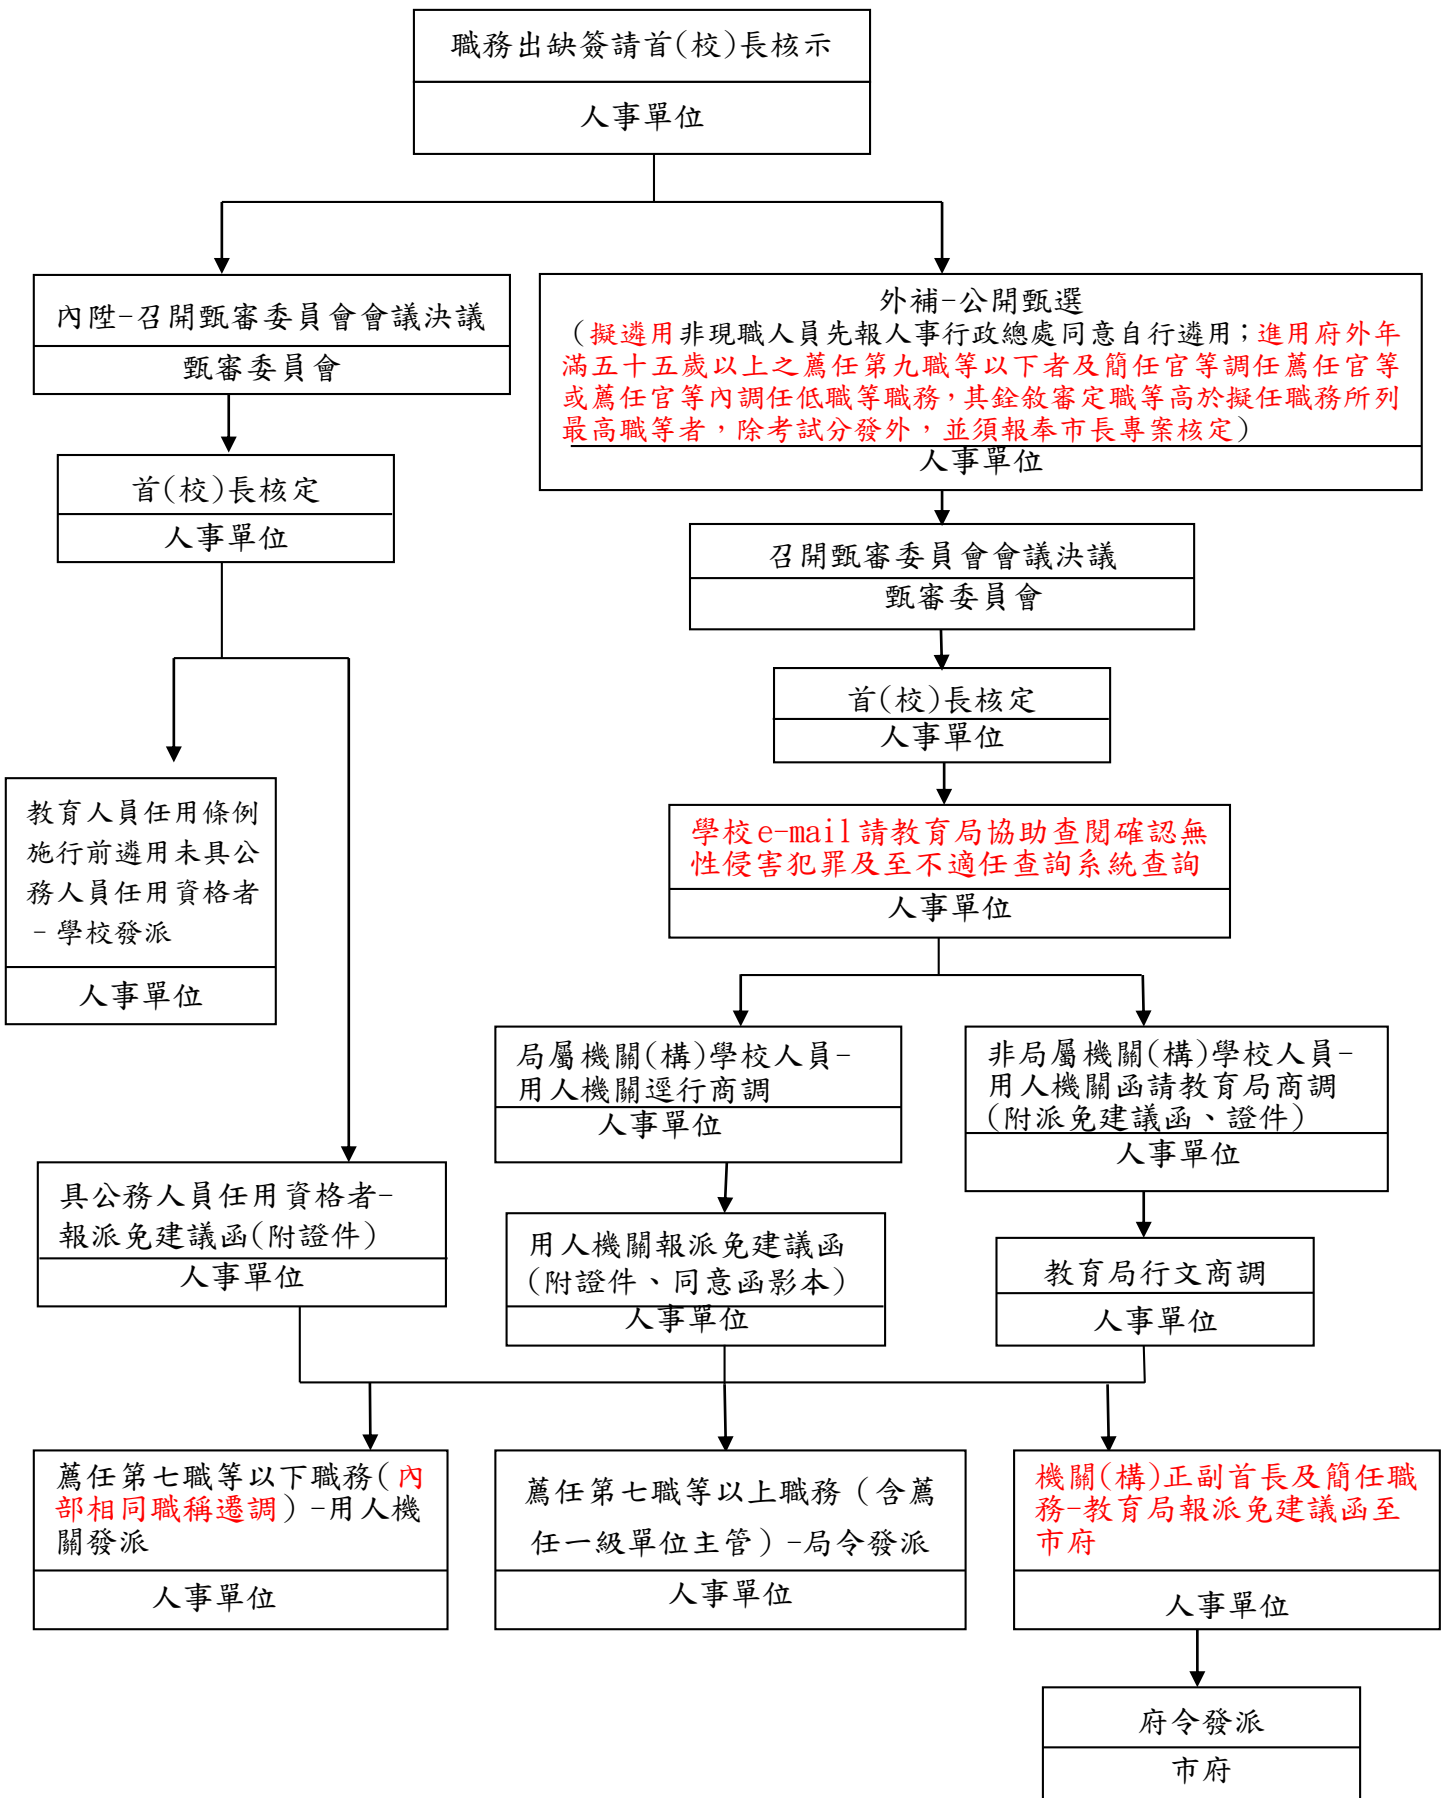 職務出缺簽請首(校)長核示
人事單位
內陞-召開甄審委員會會議決議
甄審委員會
首(校)長核定
人事單位
外補-公開甄選
（擬遴用非現職人員先報人事行政總處同意自行遴用；進用府外年
滿五十五歲以上之薦任第九職等以下者及簡任官等調任薦任官等
或薦任官等內調任低職等職務，其銓敘審定職等高於擬任職務所列
最高職等者，除考試分發外，並須報奉市長專案核定）
人事單位
召開甄審委員會會議決議
甄審委員會
首(校)長核定
人事單位
學校e-mail請教育局協助查閱確認無
性侵害犯罪及至不適任查詢系統查詢
人事單位
教育人員任用條例
施行前遴用未具公
務人員任用資格者
-學校發派
人事單位
局屬機關(構)學校人員-
用人機關逕行商調
人事單位
非局屬機關(構)學校人員-
用人機關函請教育局商調
(附派免建議函、證件)
人事單位
具公務人員任用資格者-
報派免建議函(附證件)
人事單位
用人機關報派免建議函
(附證件、同意函影本)
人事單位
教育局行文商調
人事單位
薦任第七職等以下職務(內
部相同職稱遷調)-用人機
關發派
人事單位
薦任第七職等以上職務（含薦
任一級單位主管）-局令發派
人事單位
機關(構)正副首長及簡任職
務-教育局報派免建議函至
市府
人事單位
府令發派
市府